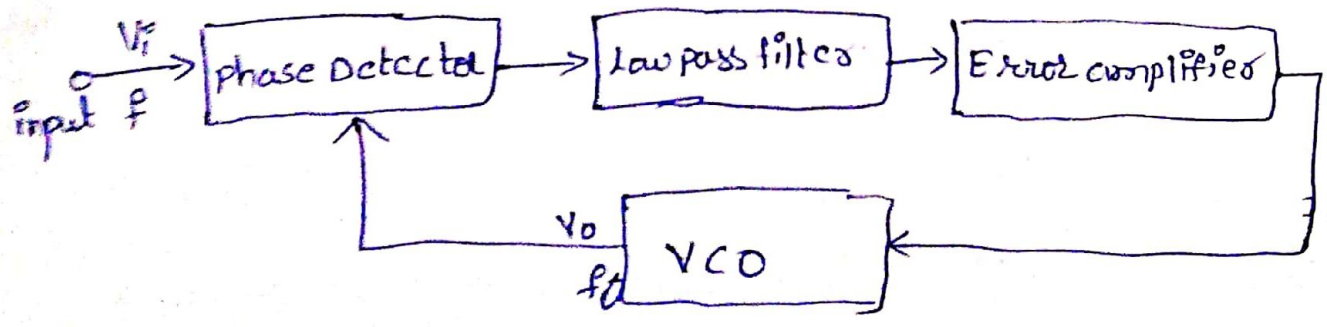 Vi
input f
phase Detector
Low pass filter
Error amplifier
Vo
fo
VCO